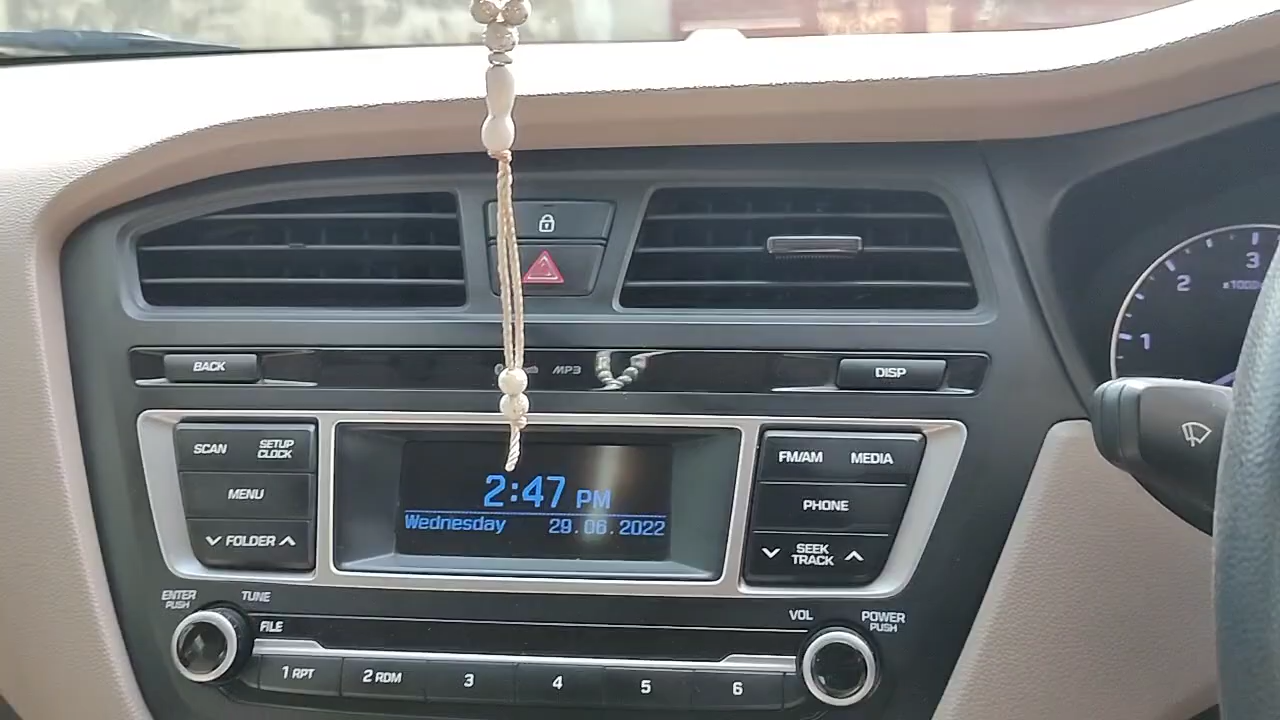 3
2
x1000
1
BACK
MP3
DISP
SCAN
SETUP
CLOCK
MENU
FOLDER
2:47 PM
Wednesday 29.06.2022
FM/AM
MEDIA
PHONE
SEEK
TRACK
ENTER
PUSH
TUNE
FILE
VOL
POWER
PUSH
1 RPT
2 RDM
3
4
5
6